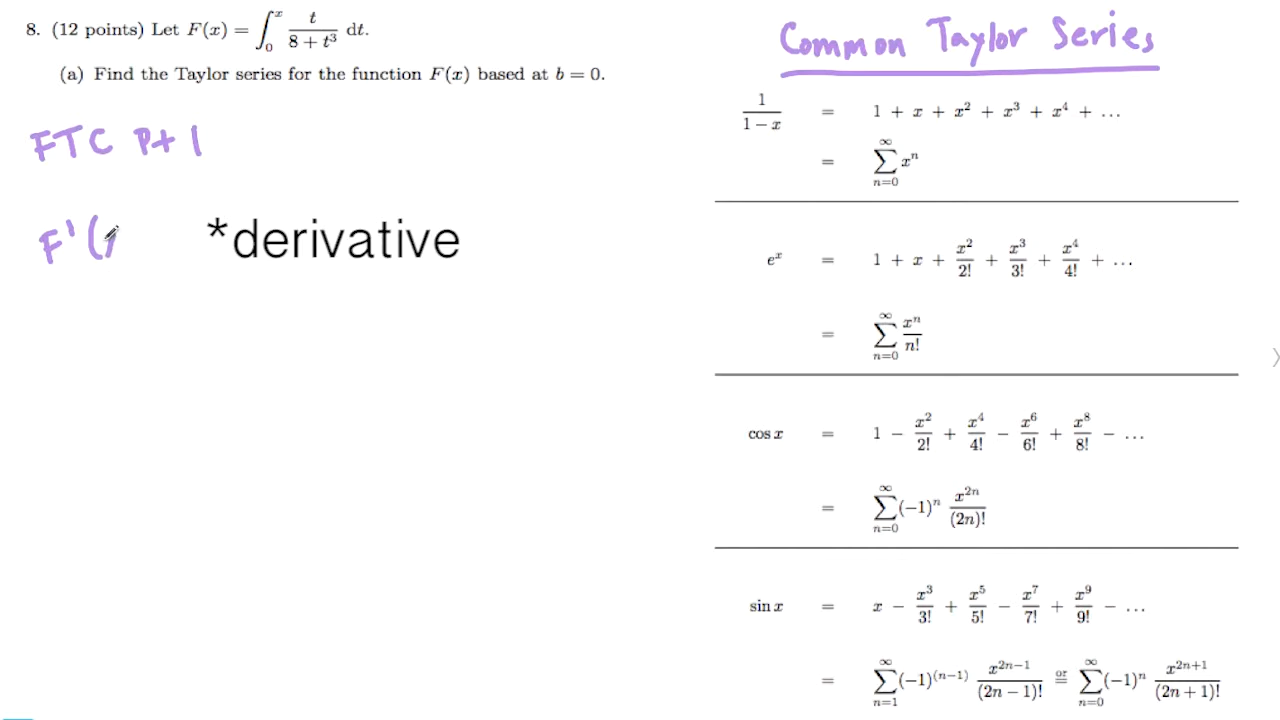 8. (12 points) Let F(x) = ∫₀ˣ t/(8 + t³) dt.
(a) Find the Taylor series for the function F(x) based at b = 0.
FTC Pt 1
F'(
*derivative
Common Taylor Series
1/(1 − x) = 1 + x + x² + x³ + x⁴ + ...
= ∑_{n=0}^{∞} xⁿ
eˣ = 1 + x + x²/2! + x³/3! + x⁴/4! + ...
= ∑_{n=0}^{∞} xⁿ/n!
cos x = 1 − x²/2! + x⁴/4! − x⁶/6! + x⁸/8! − ...
= ∑_{n=0}^{∞} (−1)ⁿ x²ⁿ/(2n)!
sin x = x − x³/3! + x⁵/5! − x⁷/7! + x⁹/9! − ...
= ∑_{n=1}^{∞} (−1)^{(n−1)} x^{2n−1}/(2n − 1)! or = ∑_{n=0}^{∞} (−1)ⁿ x^{2n+1}/(2n + 1)!